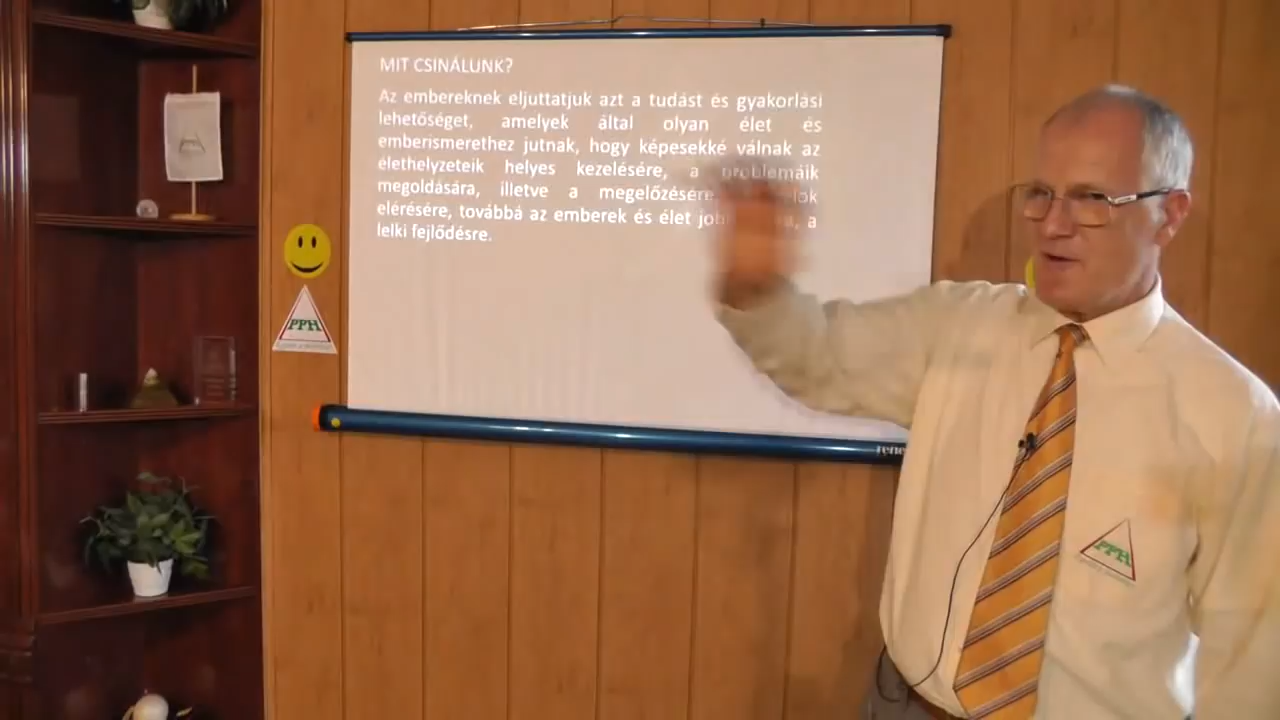 MIT CSINÁLUNK?
Az embereknek eljuttatjuk azt a tudást és gyakorlási
lehetőséget, amelyek által olyan élet és
emberismerethez jutnak, hogy képesekké válnak az
élethelyzeteik helyes kezelésére, a problémáik
megoldására, illetve a megelőzésére
elérésére, továbbá az emberek és élet a
lelki fejlődésre.
PPH
PPH